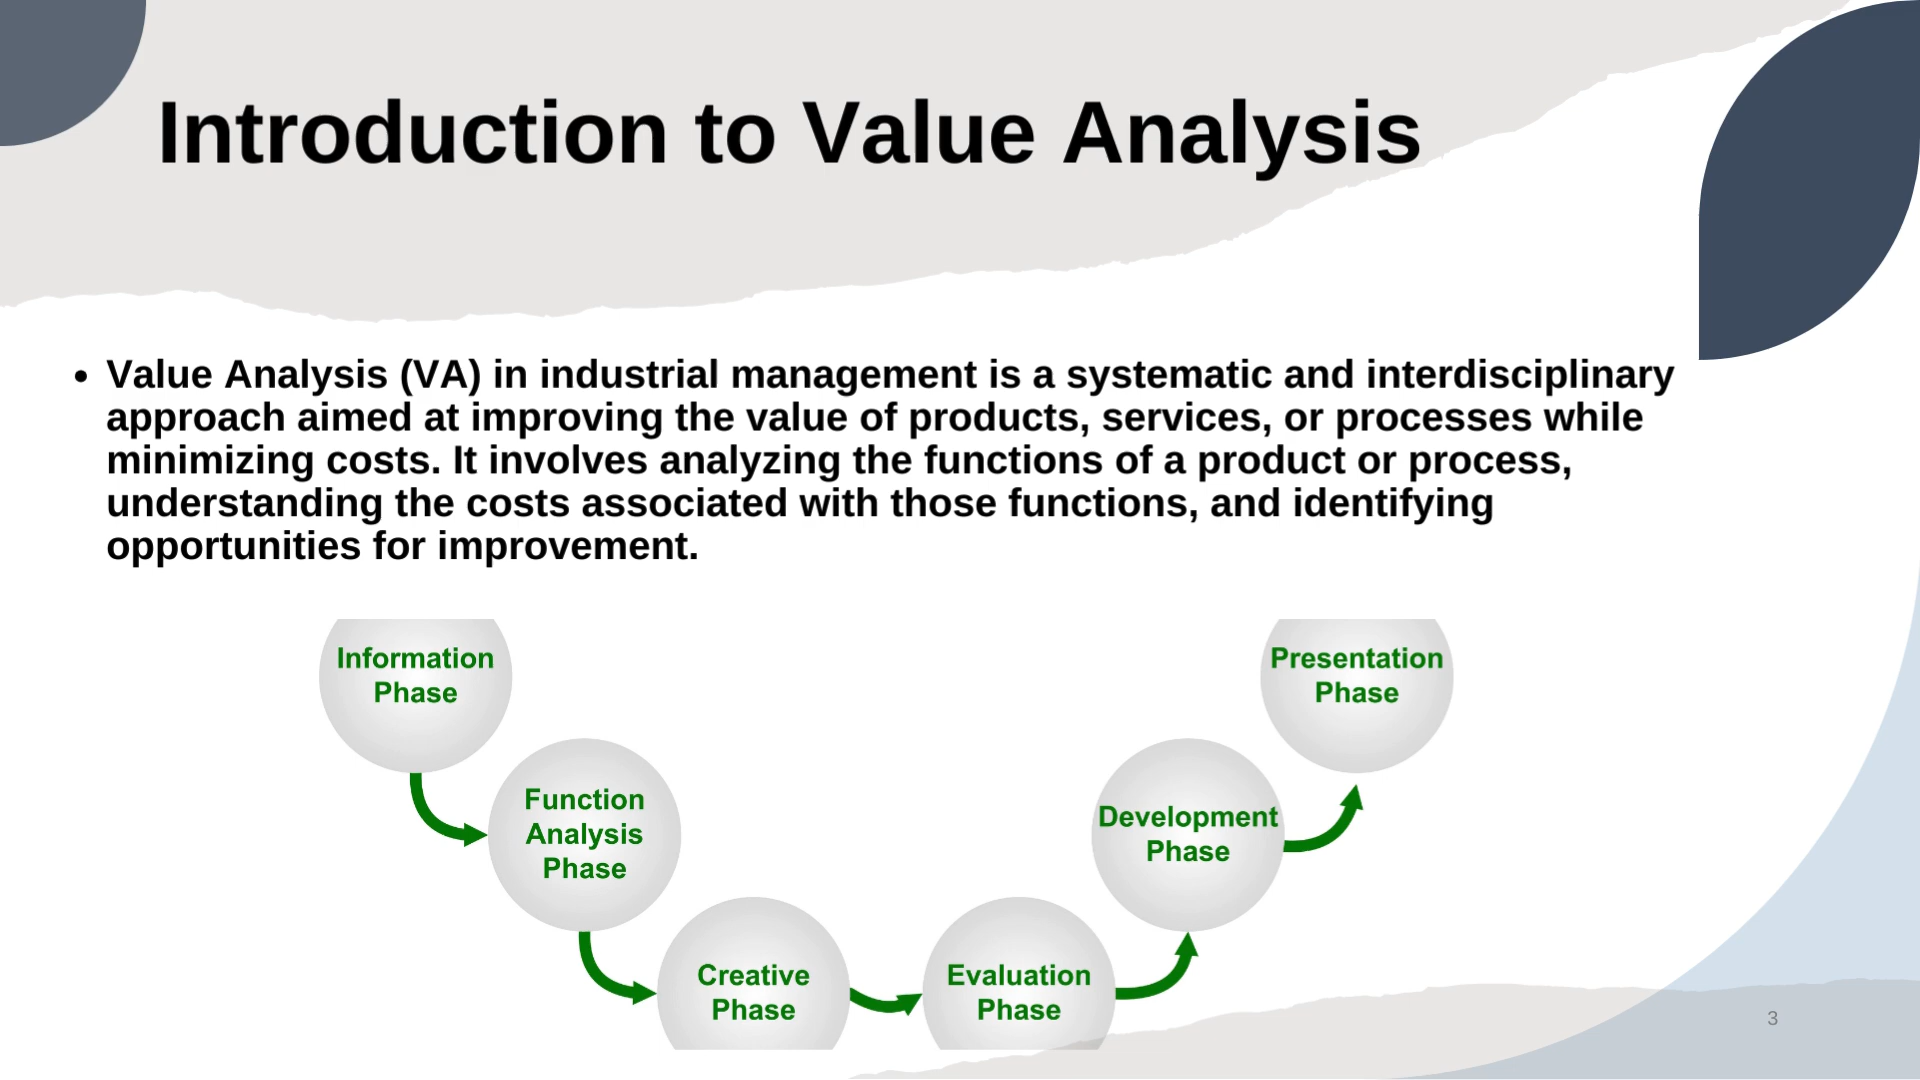 Introduction to Value Analysis
• Value Analysis (VA) in industrial management is a systematic and interdisciplinary
approach aimed at improving the value of products, services, or processes while
minimizing costs. It involves analyzing the functions of a product or process,
understanding the costs associated with those functions, and identifying
opportunities for improvement.
Information
Phase
Function
Analysis
Phase
Creative
Phase
Evaluation
Phase
Development
Phase
Presentation
Phase
3